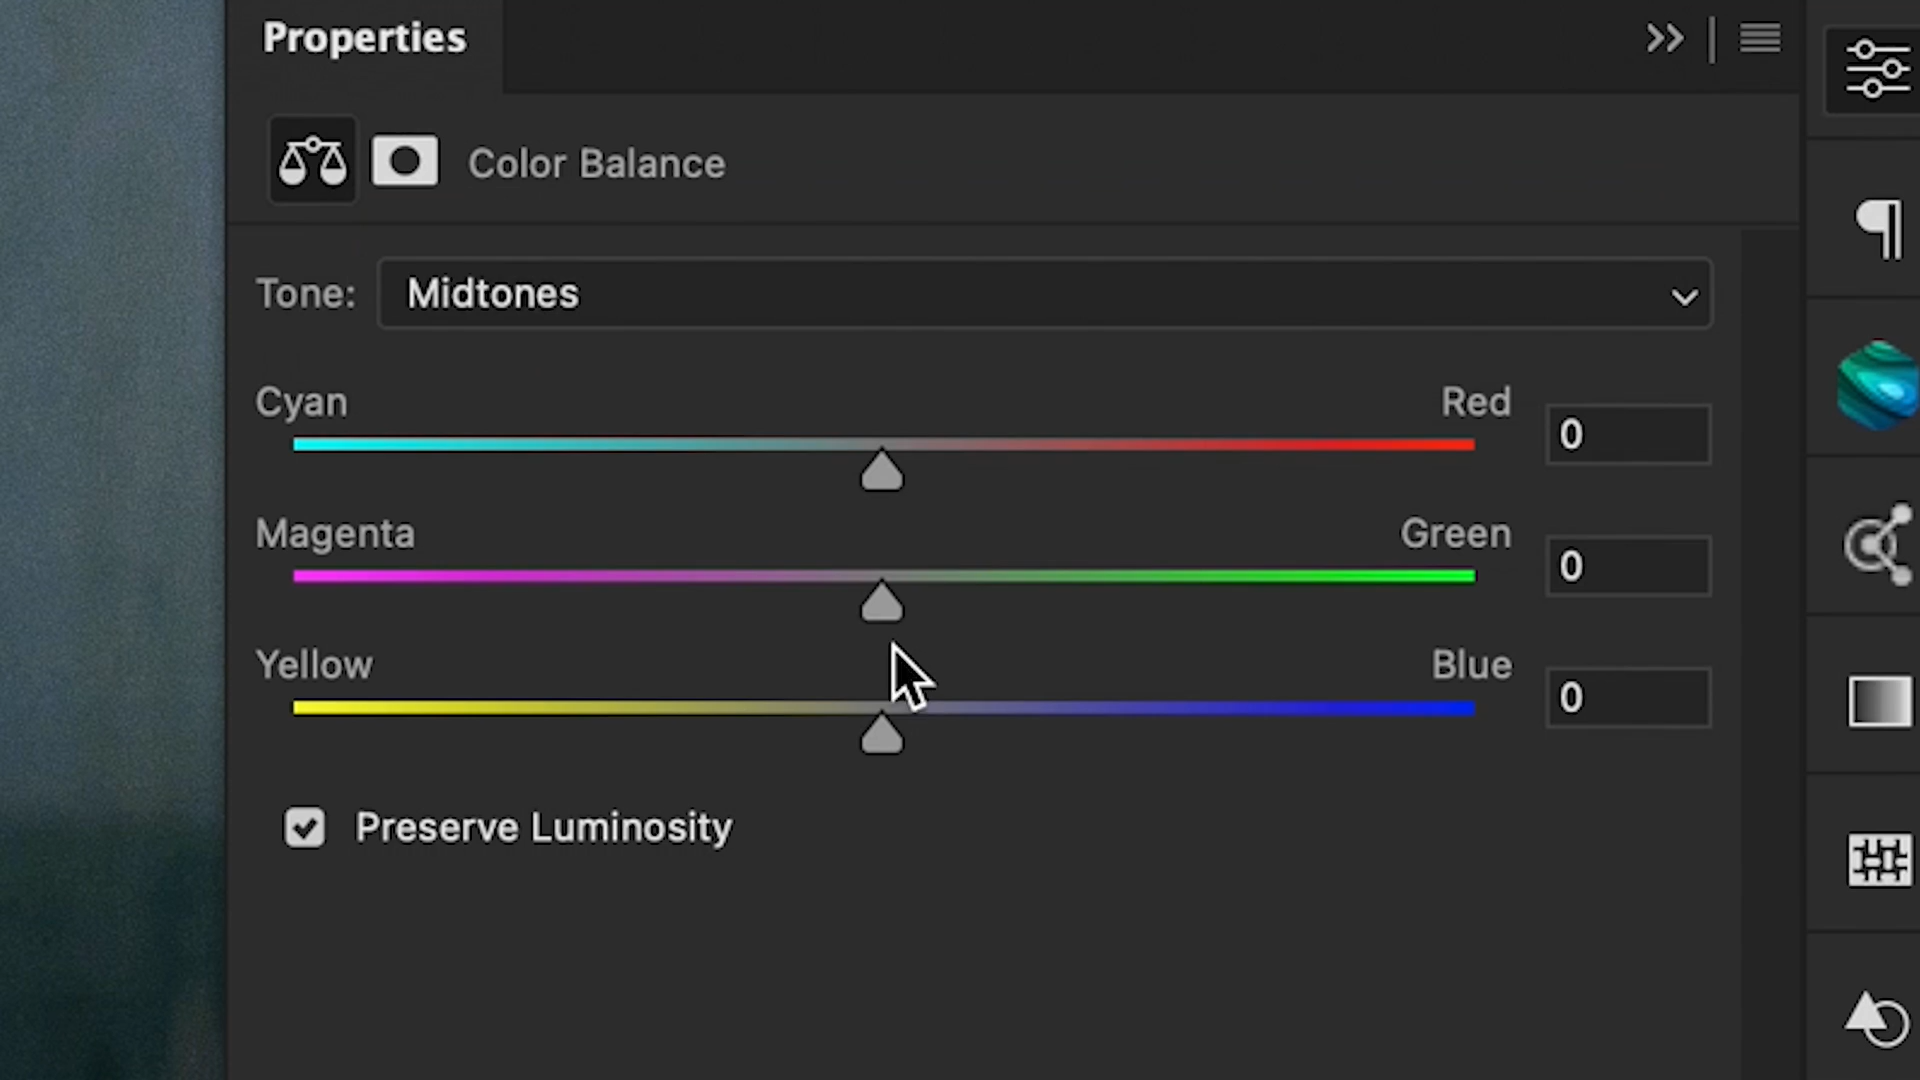 Properties
Color Balance
Tone: Midtones
Cyan Red 0
Magenta Green 0
Yellow Blue 0
Preserve Luminosity